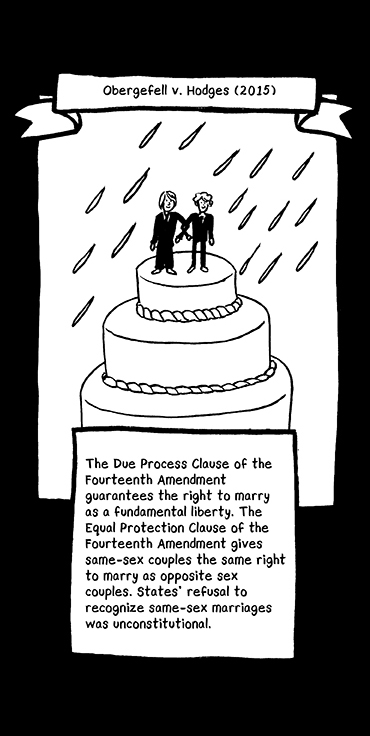 Obergefell v. Hodges (2015)
The Due Process Clause of the
Fourteenth Amendment
guarantees the right to marry
as a fundamental liberty. The
Equal Protection Clause of the
Fourteenth Amendment gives
same-sex couples the same right
to marry as opposite sex
couples. States' refusal to
recognize same-sex marriages
was unconstitutional.